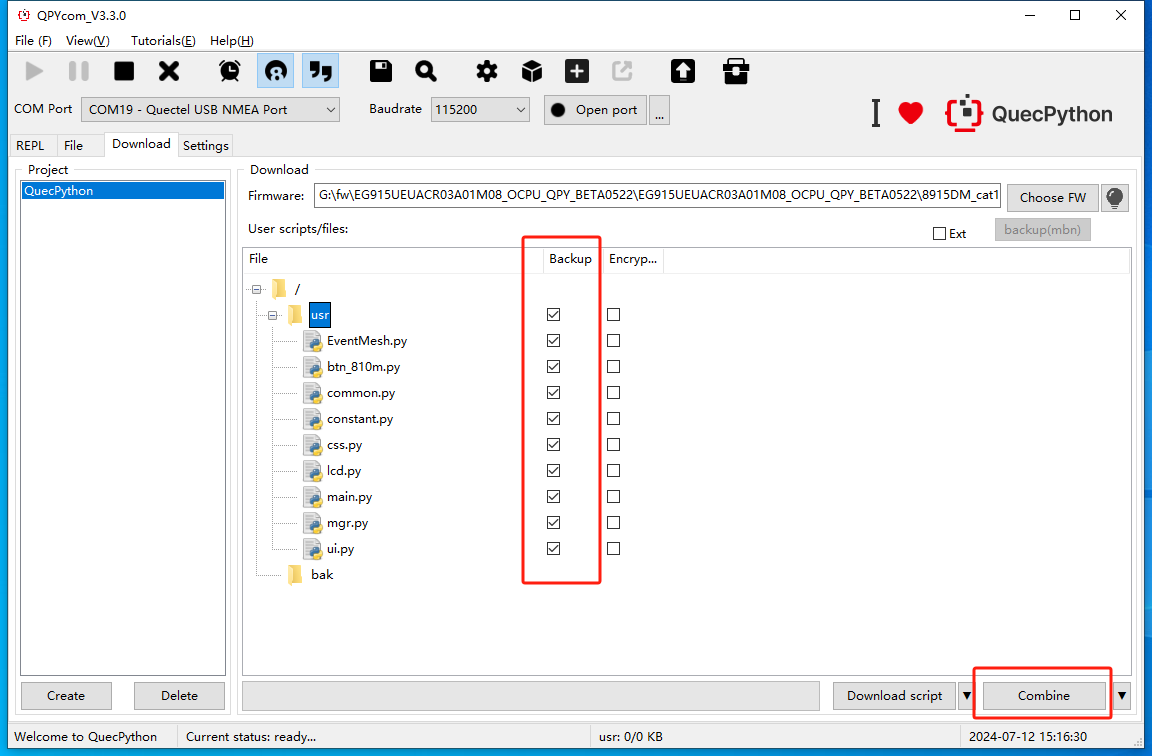 QPYcom_V3.3.0
File (F) View(V) Tutorials(E) Help(H)
COM Port COM19 - Quectel USB NMEA Port Baudrate 115200 Open port ... I QuecPython
REPL File Download Settings
Project
QuecPython
Download
Firmware: G:\fw\EG915UEUACR03A01M08_OCPU_QPY_BETA0522\EG915UEUACR03A01M08_OCPU_QPY_BETA0522\8915DM_cat1 Choose FW
User scripts/files: Ext backup(mbn)
File Backup Encryp...
/
usr
EventMesh.py
btn_810m.py
common.py
constant.py
css.py
lcd.py
main.py
mgr.py
ui.py
bak
Create Delete Download script Combine
Welcome to QuecPython Current status: ready... usr: 0/0 KB 2024-07-12 15:16:30